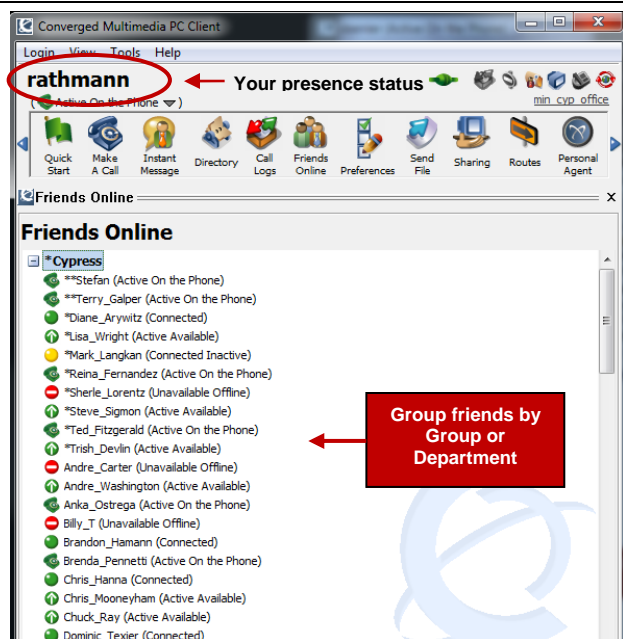 Converged Multimedia PC Client
Login View Tools Help
rathmann
Your presence status
( Active On the Phone )
min_cyp_office
Quick Start
Make A Call
Instant Message
Directory
Call Logs
Friends Online
Preferences
Send File
Sharing
Routes
Personal Agent
Friends Online
x
Friends Online
*Cypress
**Stefan (Active On the Phone)
**Terry_Galper (Active On the Phone)
*Diane_Arywitz (Connected)
*Lisa_Wright (Active Available)
*Mark_Langkan (Connected Inactive)
*Reina_Fernandez (Active On the Phone)
*Sherle_Lorentz (Unavailable Offline)
*Steve_Sigmon (Active Available)
*Ted_Fitzgerald (Active On the Phone)
*Trish_Devlin (Active Available)
Andre_Carter (Unavailable Offline)
Andre_Washington (Active Available)
Anka_Ostrega (Active On the Phone)
Billy_T (Unavailable Offline)
Brandon_Hamann (Connected)
Brenda_Pennetti (Active On the Phone)
Chris_Hanna (Connected)
Chris_Mooneyham (Active Available)
Chuck_Ray (Active Available)
Dominic_Texier (Connected)
Group friends by
Group or
Department